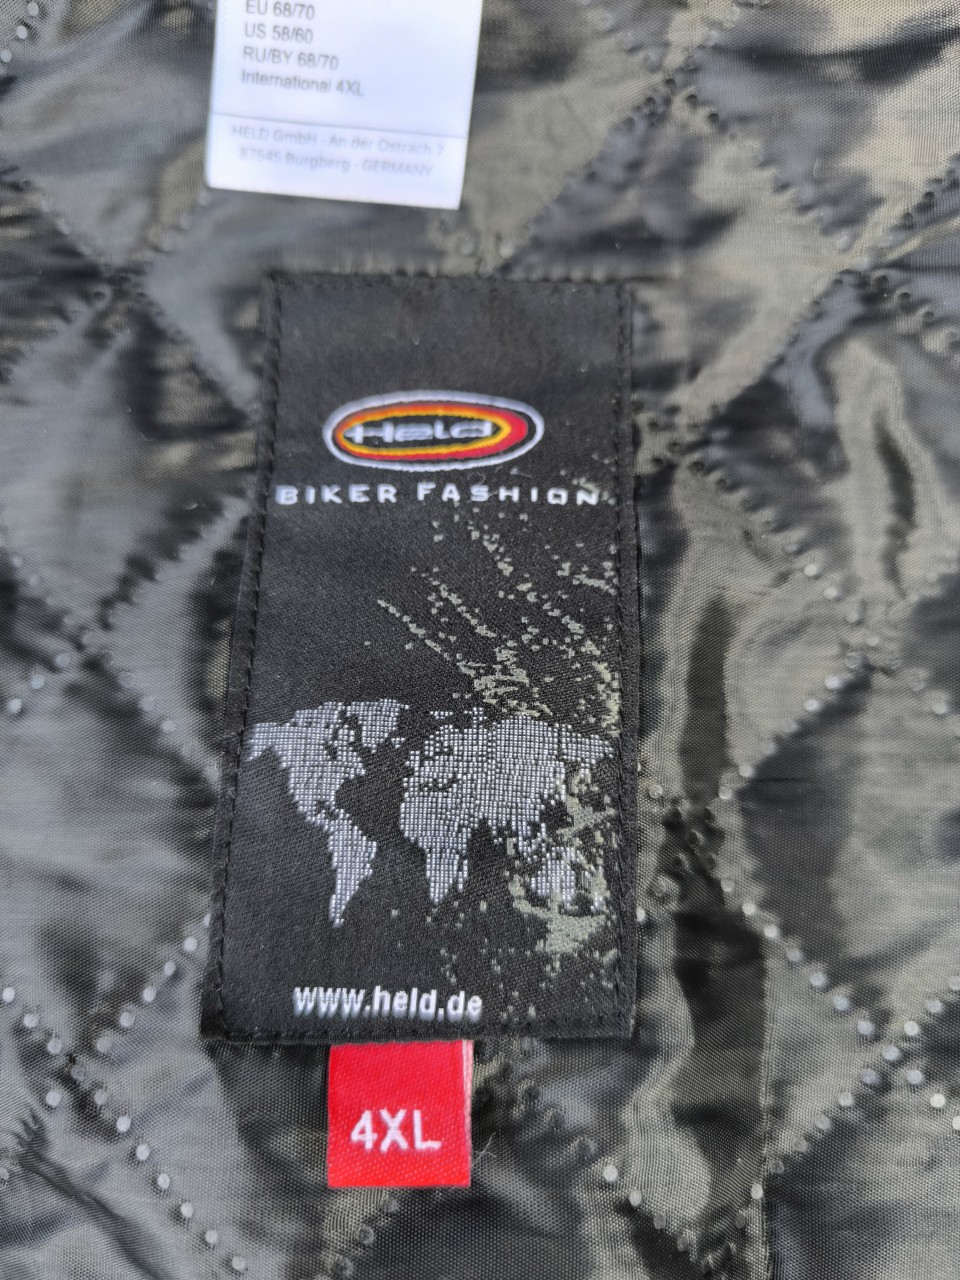 EU 68/70
US 58/60
RU/BY 68/70
International 4XL
HELD GmbH - An der Ostrach 7
87545 Burgberg - GERMANY
Held
BIKER FASHION
www.held.de
4XL